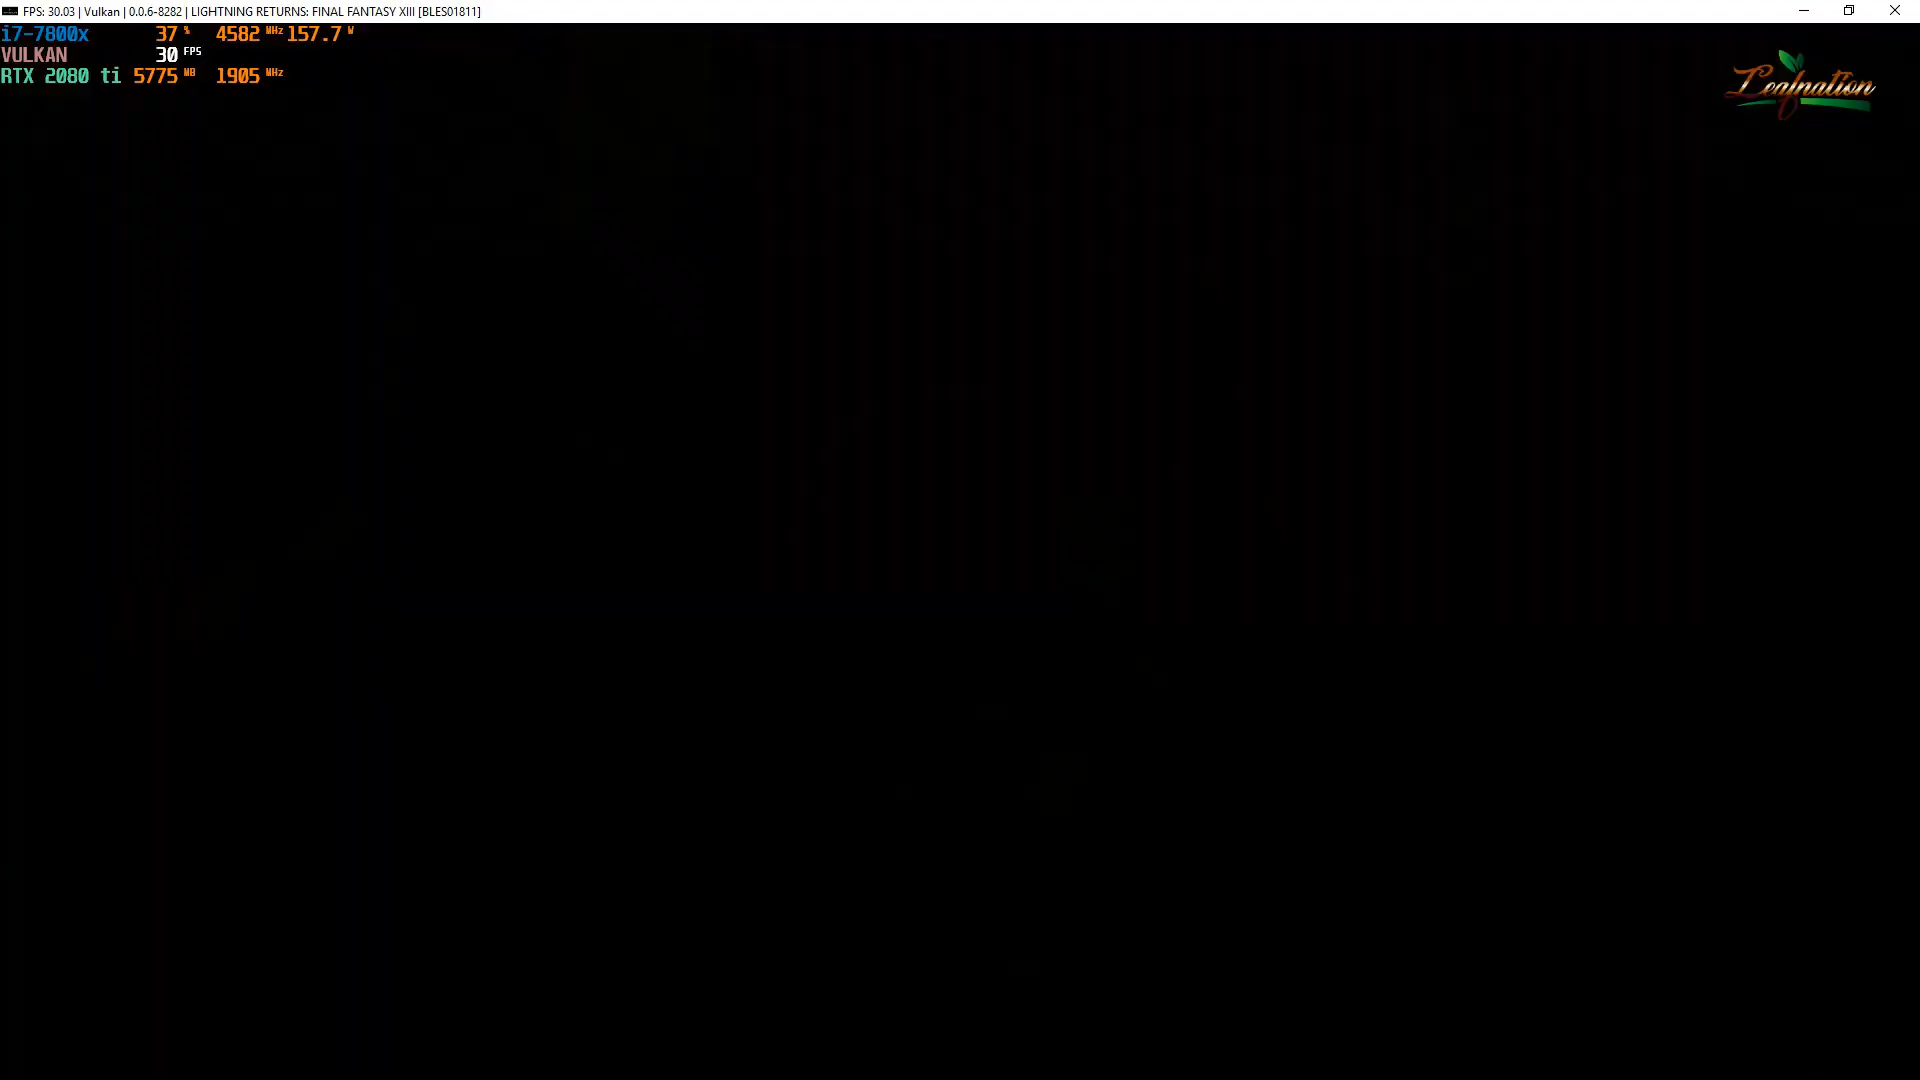 FPS: 30.03 | Vulkan | 0.0.6-8282 | LIGHTNING RETURNS: FINAL FANTASY XIII [BLES01811]
i7-7800x 37 % 4582 MHz 157.7 W
VULKAN 30 FPS
RTX 2080 ti 5775 MB 1905 MHz
Leafnation